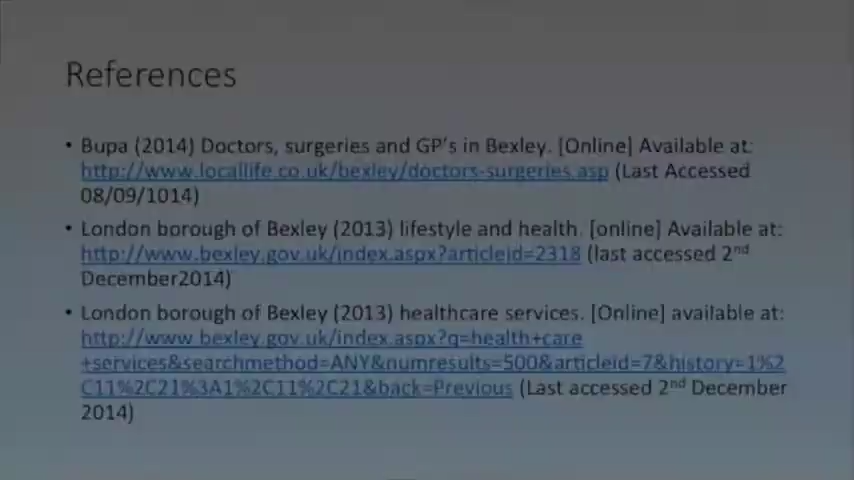 References
• Bupa (2014) Doctors, surgeries and GP's in Bexley. [Online] Available at:
http://www.locallife.co.uk/bexley/doctors-surgeries.asp (Last Accessed
08/09/1014)
• London borough of Bexley (2013) lifestyle and health. [online] Available at:
http://www.bexley.gov.uk/index.aspx?articleid=2318 (last accessed 2nd
December2014)
• London borough of Bexley (2013) healthcare services. [Online] available at:
http://www.bexley.gov.uk/index.aspx?q=health+care
+services&searchmethod=ANY&numresults=500&articleid=7&history=1%2
C11%2C21%3A1%2C11%2C21&back=Previous (Last accessed 2nd December
2014)